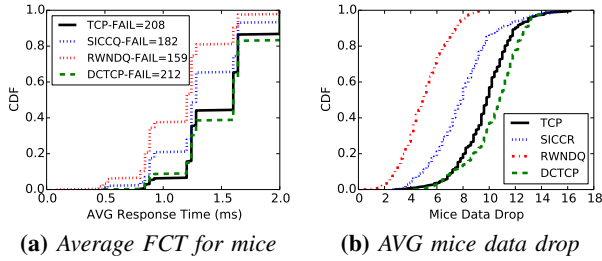 1.0
0.8
0.6
0.4
0.2
0.0
CDF
TCP-FAIL=208
SICCQ-FAIL=182
RWNDQ-FAIL=159
DCTCP-FAIL=212
0.0 0.5 1.0 1.5 2.0
AVG Response Time (ms)
(a) Average FCT for mice
1.0
0.8
0.6
0.4
0.2
0.0
CDF
TCP
SICCR
RWNDQ
DCTCP
0 2 4 6 8 10 12 14 16 18
Mice Data Drop
(b) AVG mice data drop